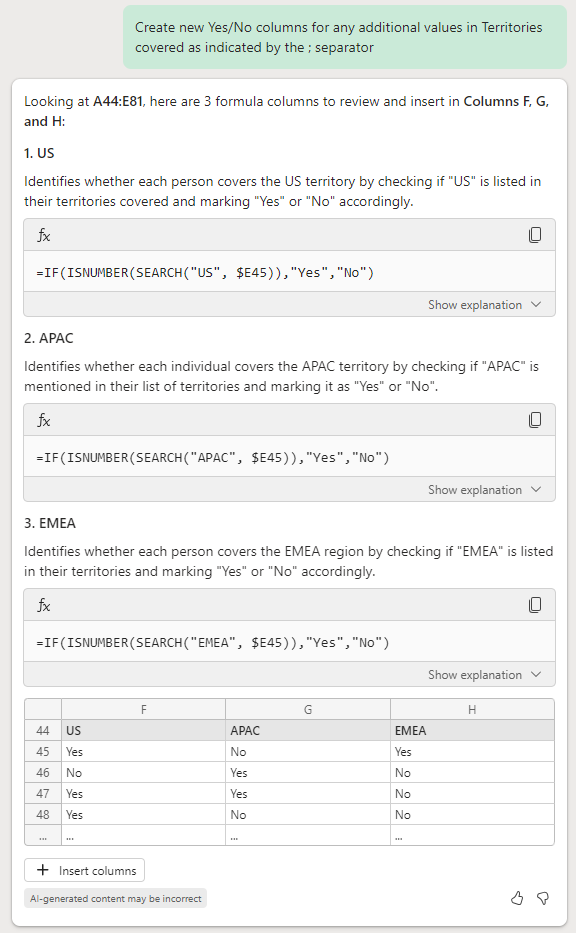 Create new Yes/No columns for any additional values in Territories
covered as indicated by the ; separator
Looking at A44:E81, here are 3 formula columns to review and insert in Columns F, G,
and H:
1. US
Identifies whether each person covers the US territory by checking if "US" is listed in
their territories covered and marking "Yes" or "No" accordingly.
fx
=IF(ISNUMBER(SEARCH("US", $E45)),"Yes","No")
Show explanation
2. APAC
Identifies whether each individual covers the APAC territory by checking if "APAC" is
mentioned in their list of territories and marking it as "Yes" or "No".
fx
=IF(ISNUMBER(SEARCH("APAC", $E45)),"Yes","No")
Show explanation
3. EMEA
Identifies whether each person covers the EMEA region by checking if "EMEA" is listed
in their territories and marking "Yes" or "No" accordingly.
fx
=IF(ISNUMBER(SEARCH("EMEA", $E45)),"Yes","No")
Show explanation
F G H
44 US APAC EMEA
45 Yes No Yes
46 No Yes No
47 Yes Yes No
48 Yes No No
... ... ... ...
+ Insert columns
AI-generated content may be incorrect